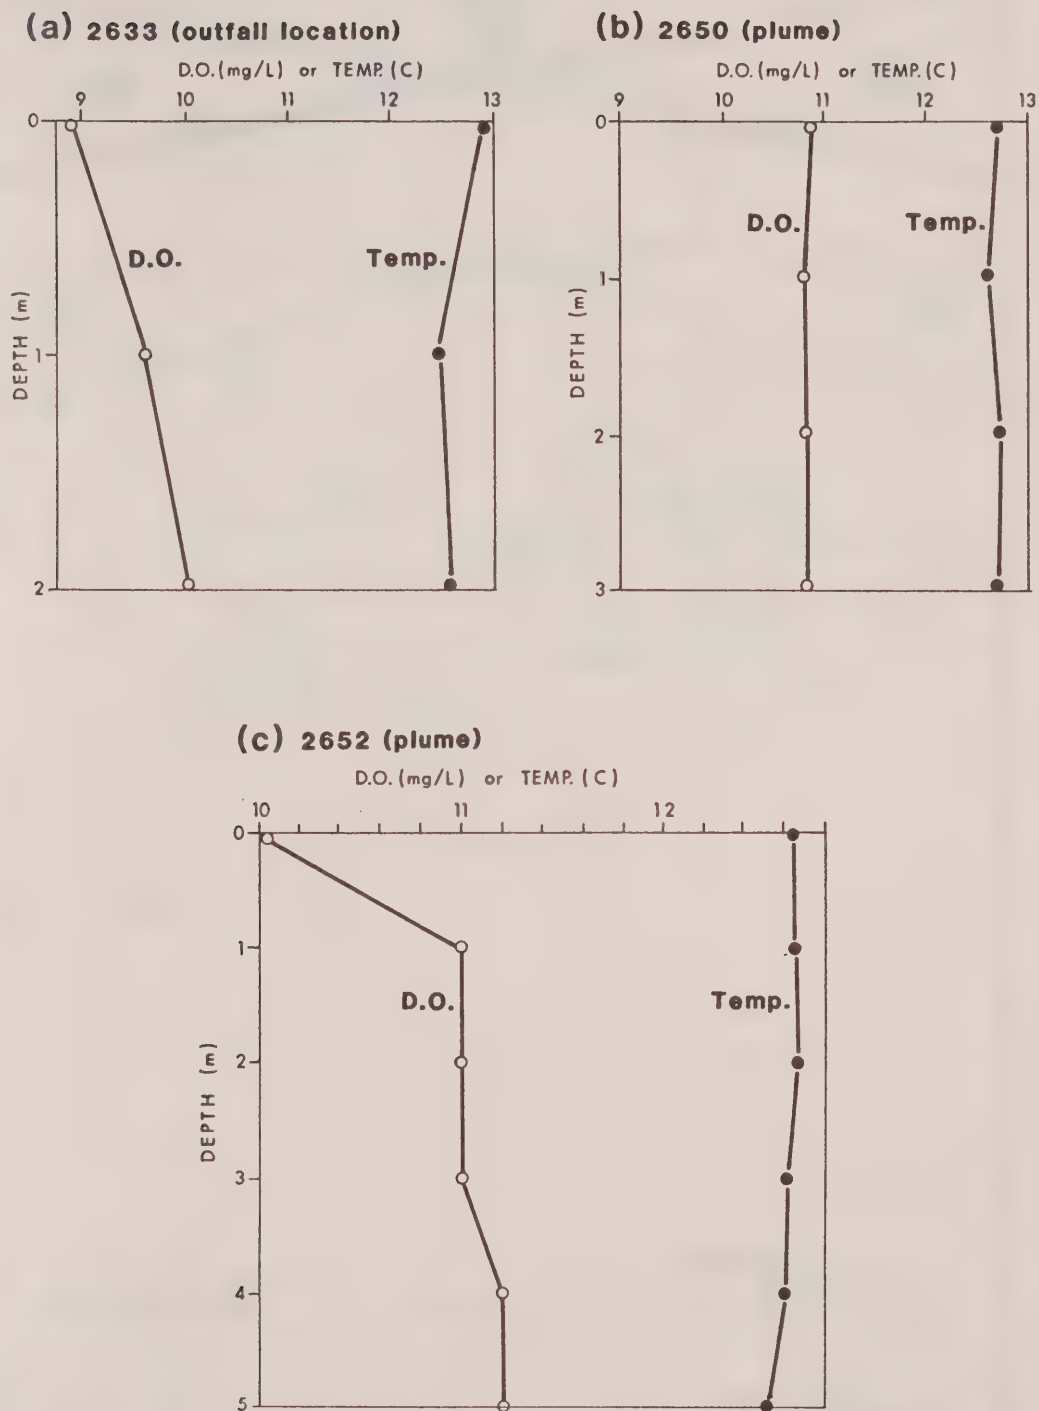 (a) 2633 (outfall location)
D.O.(mg/L) or TEMP.(C)
9 10 11 12 13
0
D.O. Temp.
1
2
DEPTH (m)
(b) 2650 (plume)
D.O.(mg/L) or TEMP.(C)
9 10 11 12 13
0
D.O. Temp.
1
2
3
DEPTH (m)
(c) 2652 (plume)
D.O.(mg/L) or TEMP.(C)
10 11 12
0
1
D.O. Temp.
2
3
4
5
DEPTH (m)